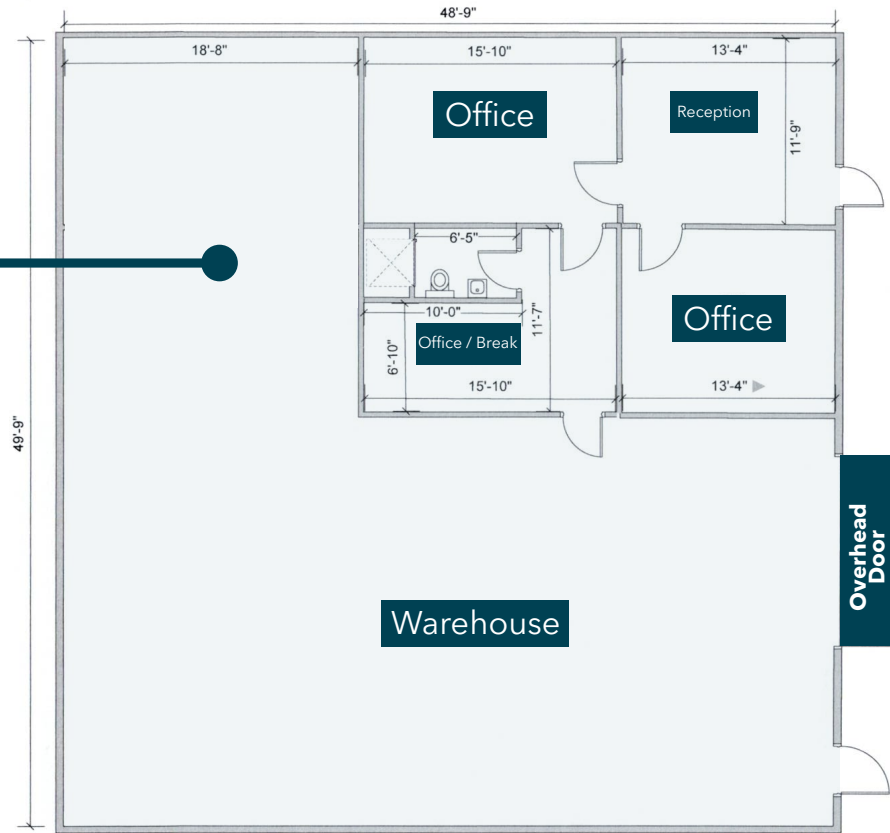 48'-9"
18'-8"
15'-10"
13'-4"
Office
Reception
11'-9"
6'-5"
10'-0"
11'-7"
Office
Office / Break
6'-10"
15'-10"
13'-4"
49'-9"
Overhead
Door
Warehouse